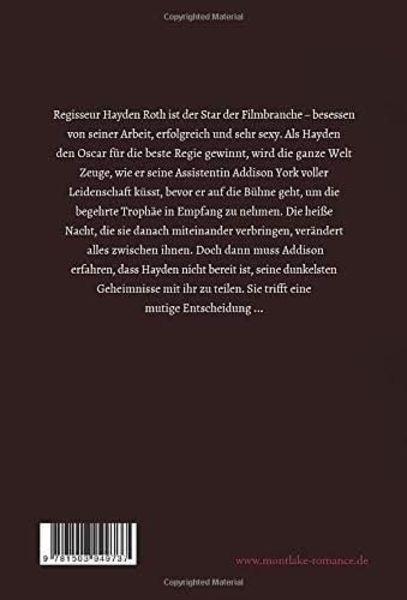 Copyrighted Material
Regisseur Hayden Roth ist der Star der Filmbranche – besessen
von seiner Arbeit, erfolgreich und sehr sexy. Als Hayden
den Oscar für die beste Regie gewinnt, wird die ganze Welt
Zeuge, wie er seine Assistentin Addison York voller
Leidenschaft küsst, bevor er auf die Bühne geht, um die
begehrte Trophäe in Empfang zu nehmen. Die heiße
Nacht, die sie danach miteinander verbringen, verändert
alles zwischen ihnen. Doch dann muss Addison
erfahren, dass Hayden nicht bereit ist, seine dunkelsten
Geheimnisse mit ihr zu teilen. Sie trifft eine
mutige Entscheidung ...
9 781503 949737
www.montlake-romance.de
Copyrighted Material